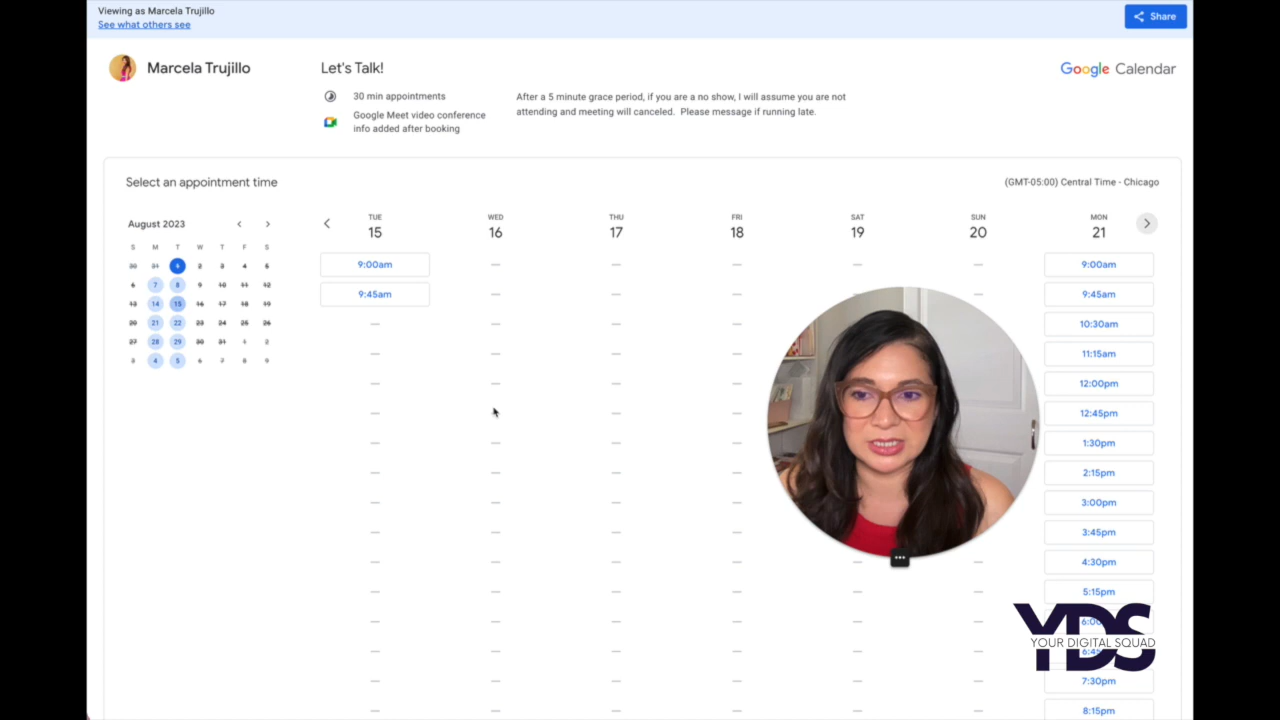 Viewing as Marcela Trujillo
See what others see
Share
Marcela Trujillo
Let's Talk!
Google Calendar
30 min appointments
Google Meet video conference
info added after booking
After a 5 minute grace period, if you are a no show, I will assume you are not
attending and meeting will canceled. Please message if running late.
Select an appointment time
(GMT-05:00) Central Time - Chicago
August 2023
S M T W T F S
30 31 1 2 3 4 5
6 7 8 9 10 11 12
13 14 15 16 17 18 19
20 21 22 23 24 25 26
27 28 29 30 31 1 2
3 4 5 6 7 8 9
TUE WED THU FRI SAT SUN MON
15 16 17 18 19 20 21
9:00am 9:00am
9:45am 9:45am
10:30am
11:15am
12:00pm
12:45pm
1:30pm
2:15pm
3:00pm
3:45pm
4:30pm
5:15pm
7:30pm
8:15pm
YDS
YOUR DIGITAL SQUAD